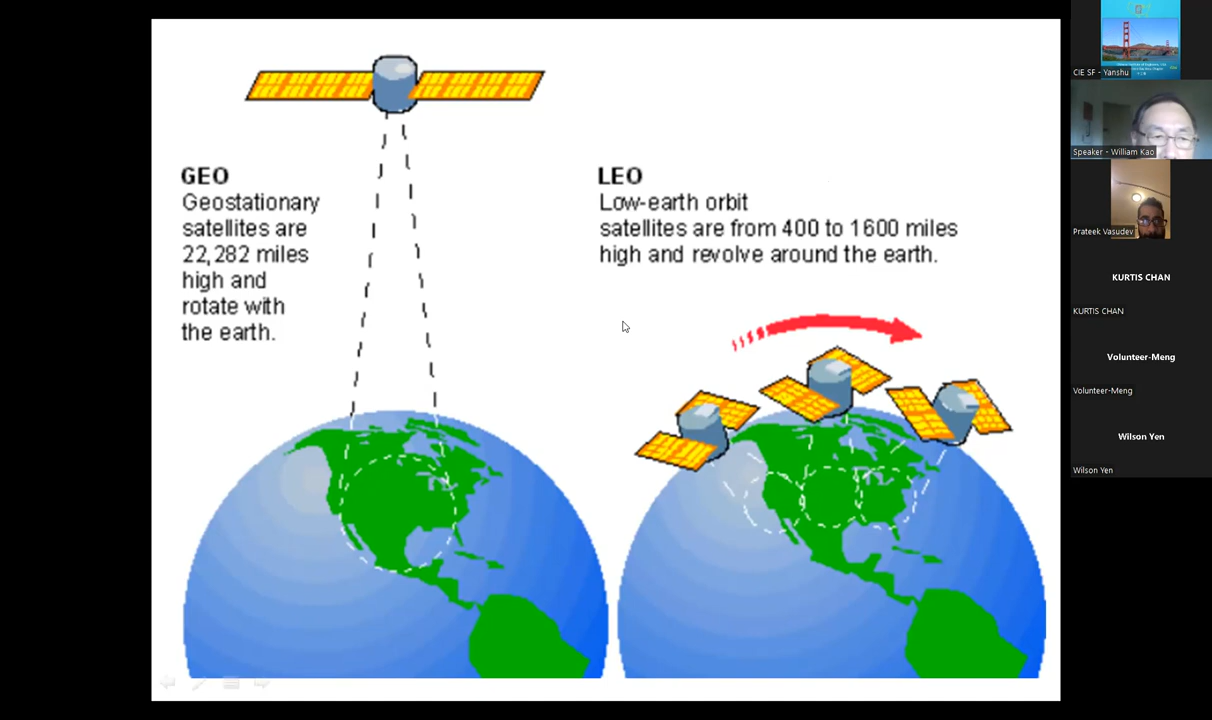 GEO
Geostationary
satellites are
22,282 miles
high and
rotate with
the earth.
LEO
Low-earth orbit
satellites are from 400 to 1600 miles
high and revolve around the earth.
CIE SF - Yanshu
Speaker - William Kao
Prateek Vasudev
KURTIS CHAN
KURTIS CHAN
Volunteer-Meng
Volunteer-Meng
Wilson Yen
Wilson Yen